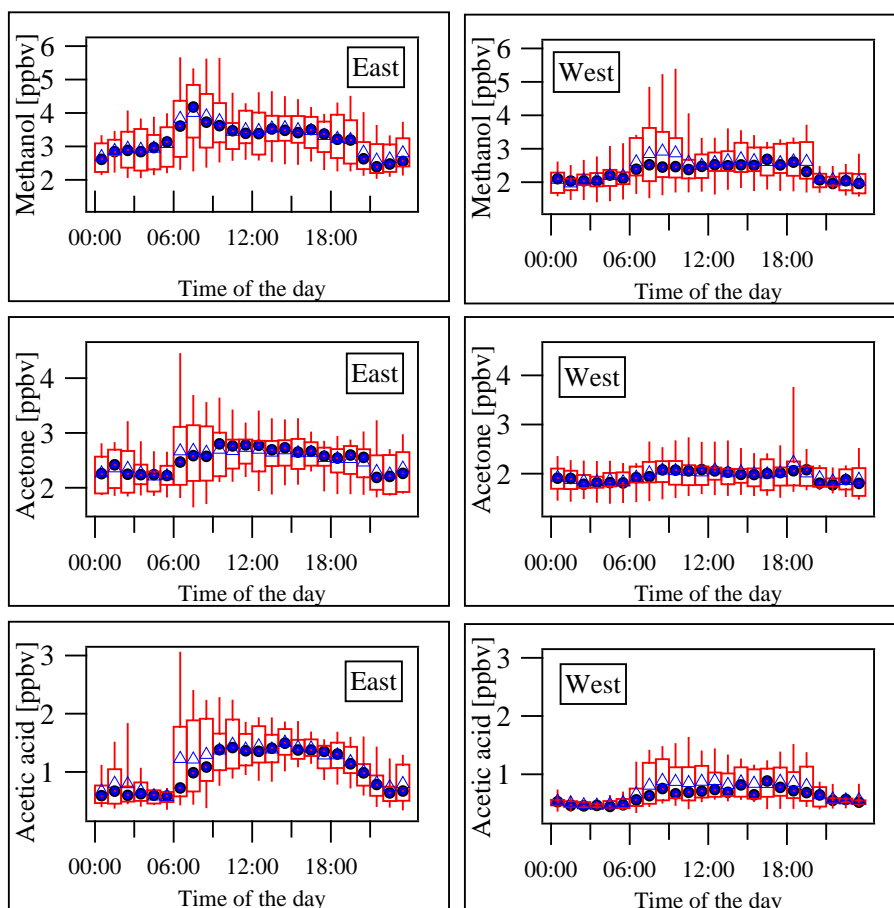 Methanol [ppbv]
6
5
4
3
2
East
00:00 06:00 12:00 18:00
Time of the day
Methanol [ppbv]
6
5
4
3
2
West
00:00 06:00 12:00 18:00
Time of the day
Acetone [ppbv]
4
3
2
East
00:00 06:00 12:00 18:00
Time of the day
Acetone [ppbv]
4
3
2
West
00:00 06:00 12:00 18:00
Time of the day
Acetic acid [ppbv]
3
2
1
East
00:00 06:00 12:00 18:00
Time of the day
Acetic acid [ppbv]
3
2
1
West
00:00 06:00 12:00 18:00
Time of the day